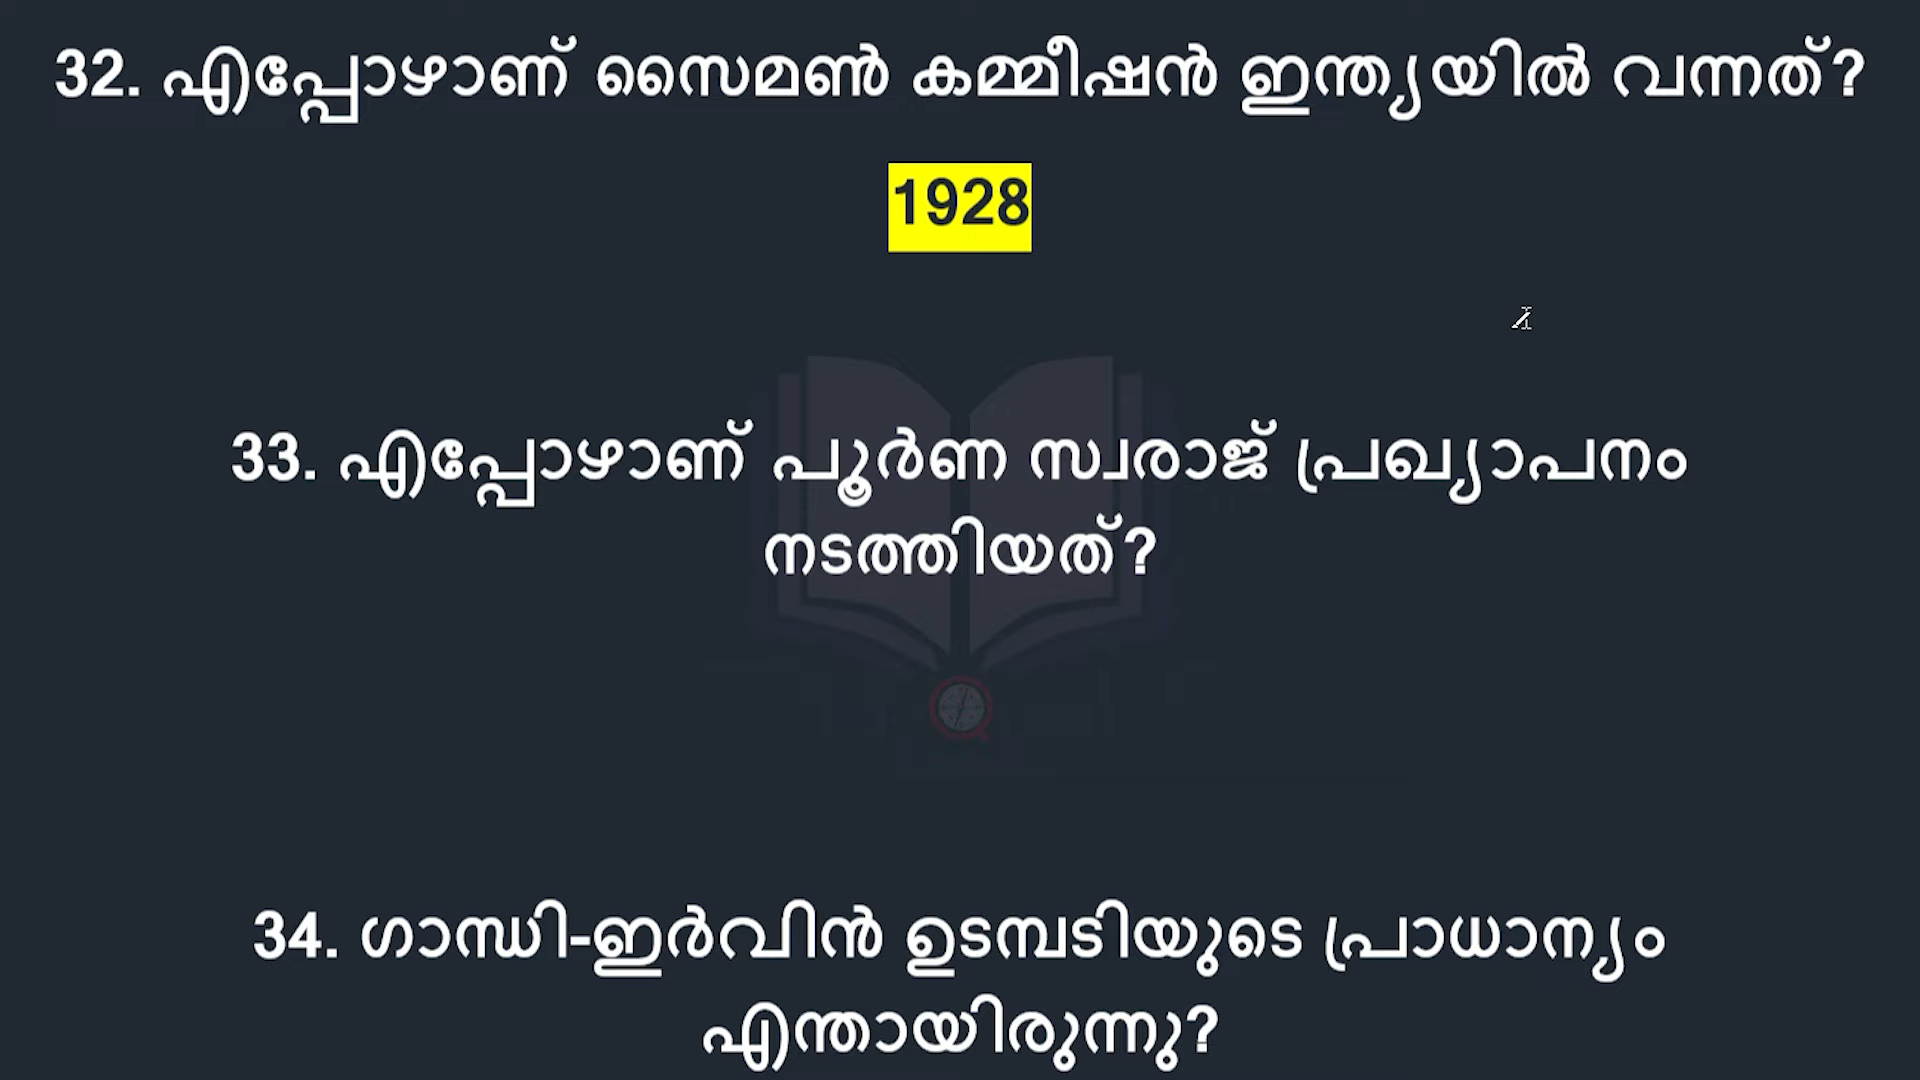 32. എപ്പോഴാണ് സൈമൺ കമ്മീഷൻ ഇന്ത്യയിൽ വന്നത്?
1928
33. എപ്പോഴാണ് പൂർണ സ്വരാജ് പ്രഖ്യാപനം
നടത്തിയത്?
34. ഗാന്ധി-ഇർവിൻ ഉടമ്പടിയുടെ പ്രാധാന്യം
എന്തായിരുന്നു?